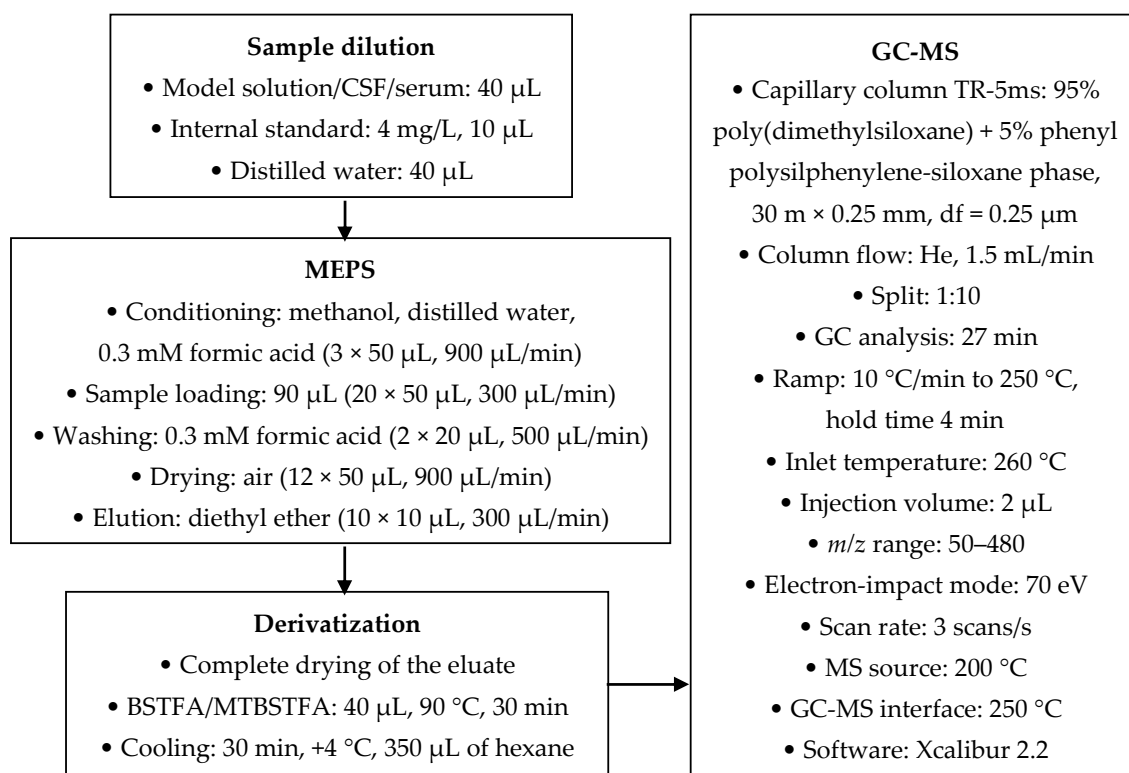 Sample dilution
• Model solution/CSF/serum: 40 μL
• Internal standard: 4 mg/L, 10 μL
• Distilled water: 40 μL
MEPS
• Conditioning: methanol, distilled water,
0.3 mM formic acid (3 × 50 μL, 900 μL/min)
• Sample loading: 90 μL (20 × 50 μL, 300 μL/min)
• Washing: 0.3 mM formic acid (2 × 20 μL, 500 μL/min)
• Drying: air (12 × 50 μL, 900 μL/min)
• Elution: diethyl ether (10 × 10 μL, 300 μL/min)
Derivatization
• Complete drying of the eluate
• BSTFA/MTBSTFA: 40 μL, 90 °C, 30 min
• Cooling: 30 min, +4 °C, 350 μL of hexane
GC-MS
• Capillary column TR-5ms: 95%
poly(dimethylsiloxane) + 5% phenyl
polysilphenylene-siloxane phase,
30 m × 0.25 mm, df = 0.25 μm
• Column flow: He, 1.5 mL/min
• Split: 1:10
• GC analysis: 27 min
• Ramp: 10 °C/min to 250 °C,
hold time 4 min
• Inlet temperature: 260 °C
• Injection volume: 2 μL
• m/z range: 50–480
• Electron-impact mode: 70 eV
• Scan rate: 3 scans/s
• MS source: 200 °C
• GC-MS interface: 250 °C
• Software: Xcalibur 2.2